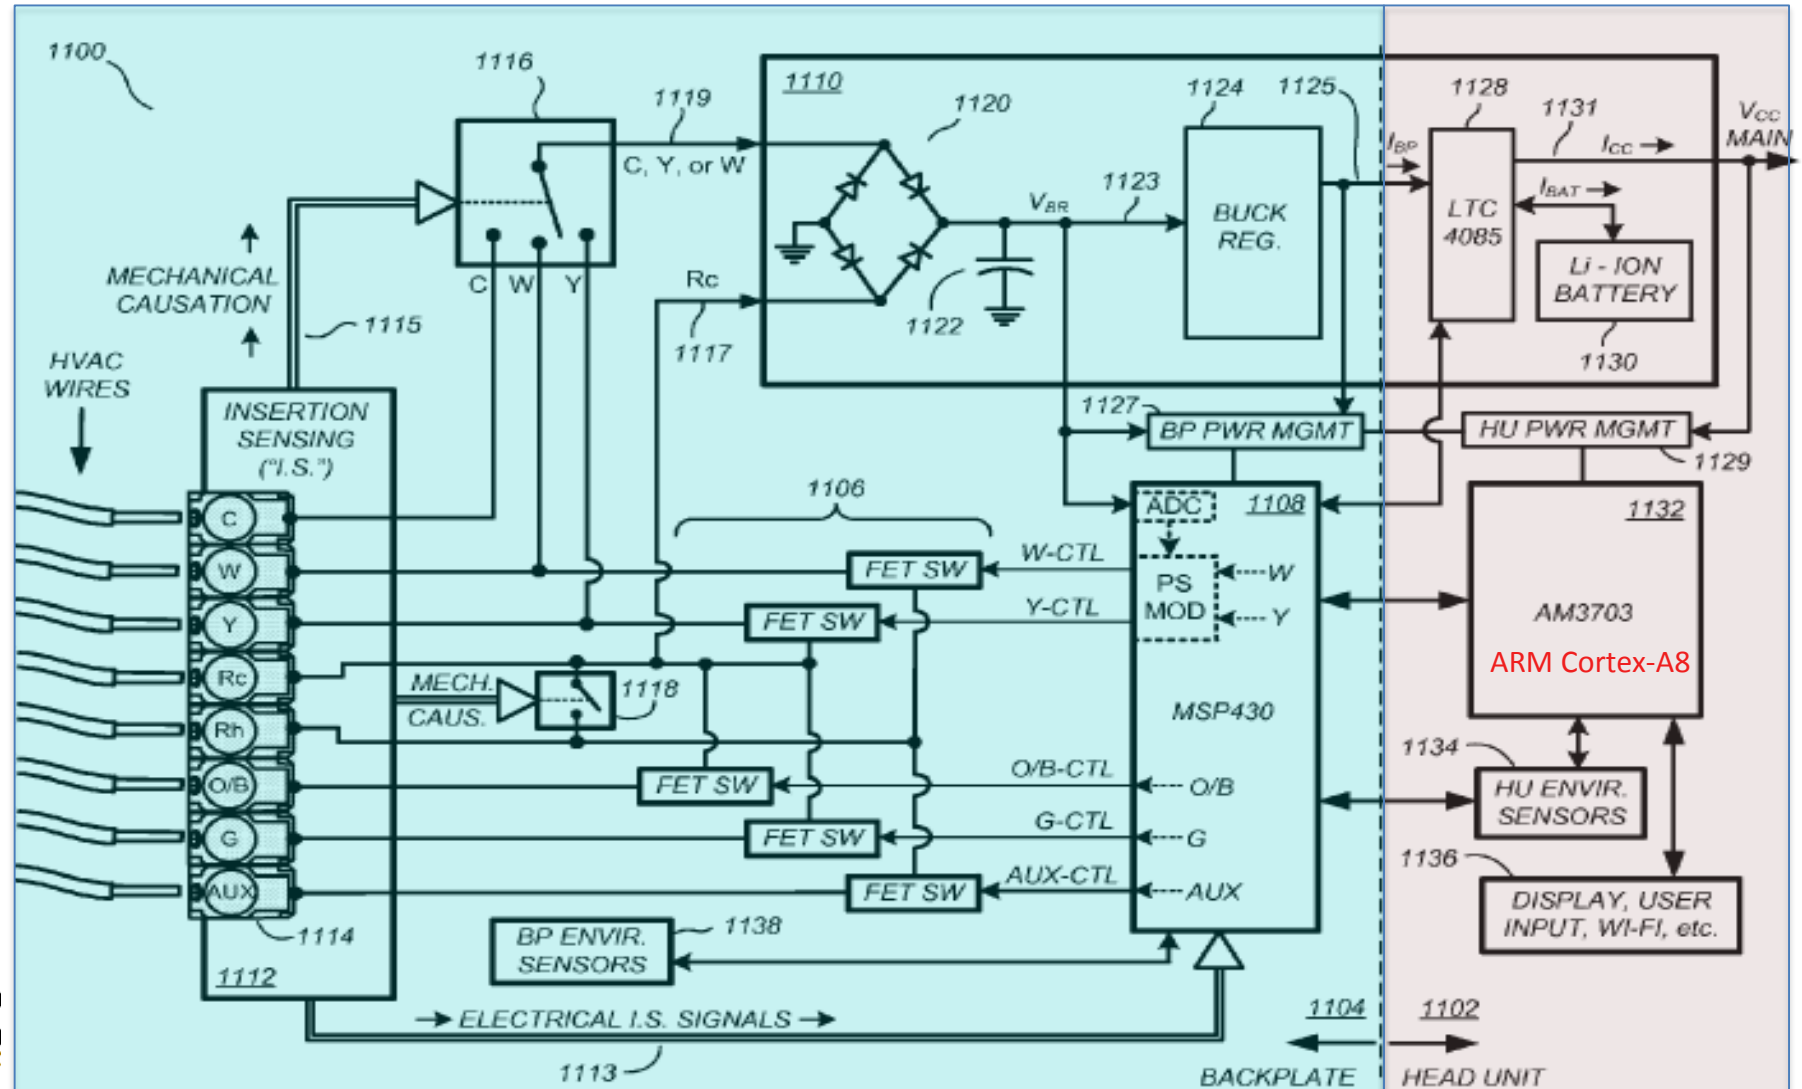 1100
1116
1119
C, Y, or W
1110
1120
1124
1125
1128
1131
V_CC
MAIN
I_BP
I_CC
I_BAT
LTC
4085
Li - ION
BATTERY
1130
V_BR
1123
BUCK
REG.
1122
Rc
1117
C
W
Y
MECHANICAL
CAUSATION
1115
HVAC
WIRES
INSERTION
SENSING
("I.S.")
1127
BP PWR MGMT
HU PWR MGMT
1129
1106
ADC
1108
1132
C
W
Y
Rc
Rh
O/B
G
AUX
FET SW
W-CTL
PS
MOD
W
FET SW
Y-CTL
Y
AM3703
ARM Cortex-A8
MECH.
CAUS.
1118
MSP430
FET SW
O/B-CTL
O/B
FET SW
G-CTL
G
FET SW
AUX-CTL
AUX
1134
HU ENVIR.
SENSORS
1136
DISPLAY, USER
INPUT, WI-FI, etc.
1114
BP ENVIR.
SENSORS
1138
1112
ELECTRICAL I.S. SIGNALS
1113
1104
1102
BACKPLATE
HEAD UNIT